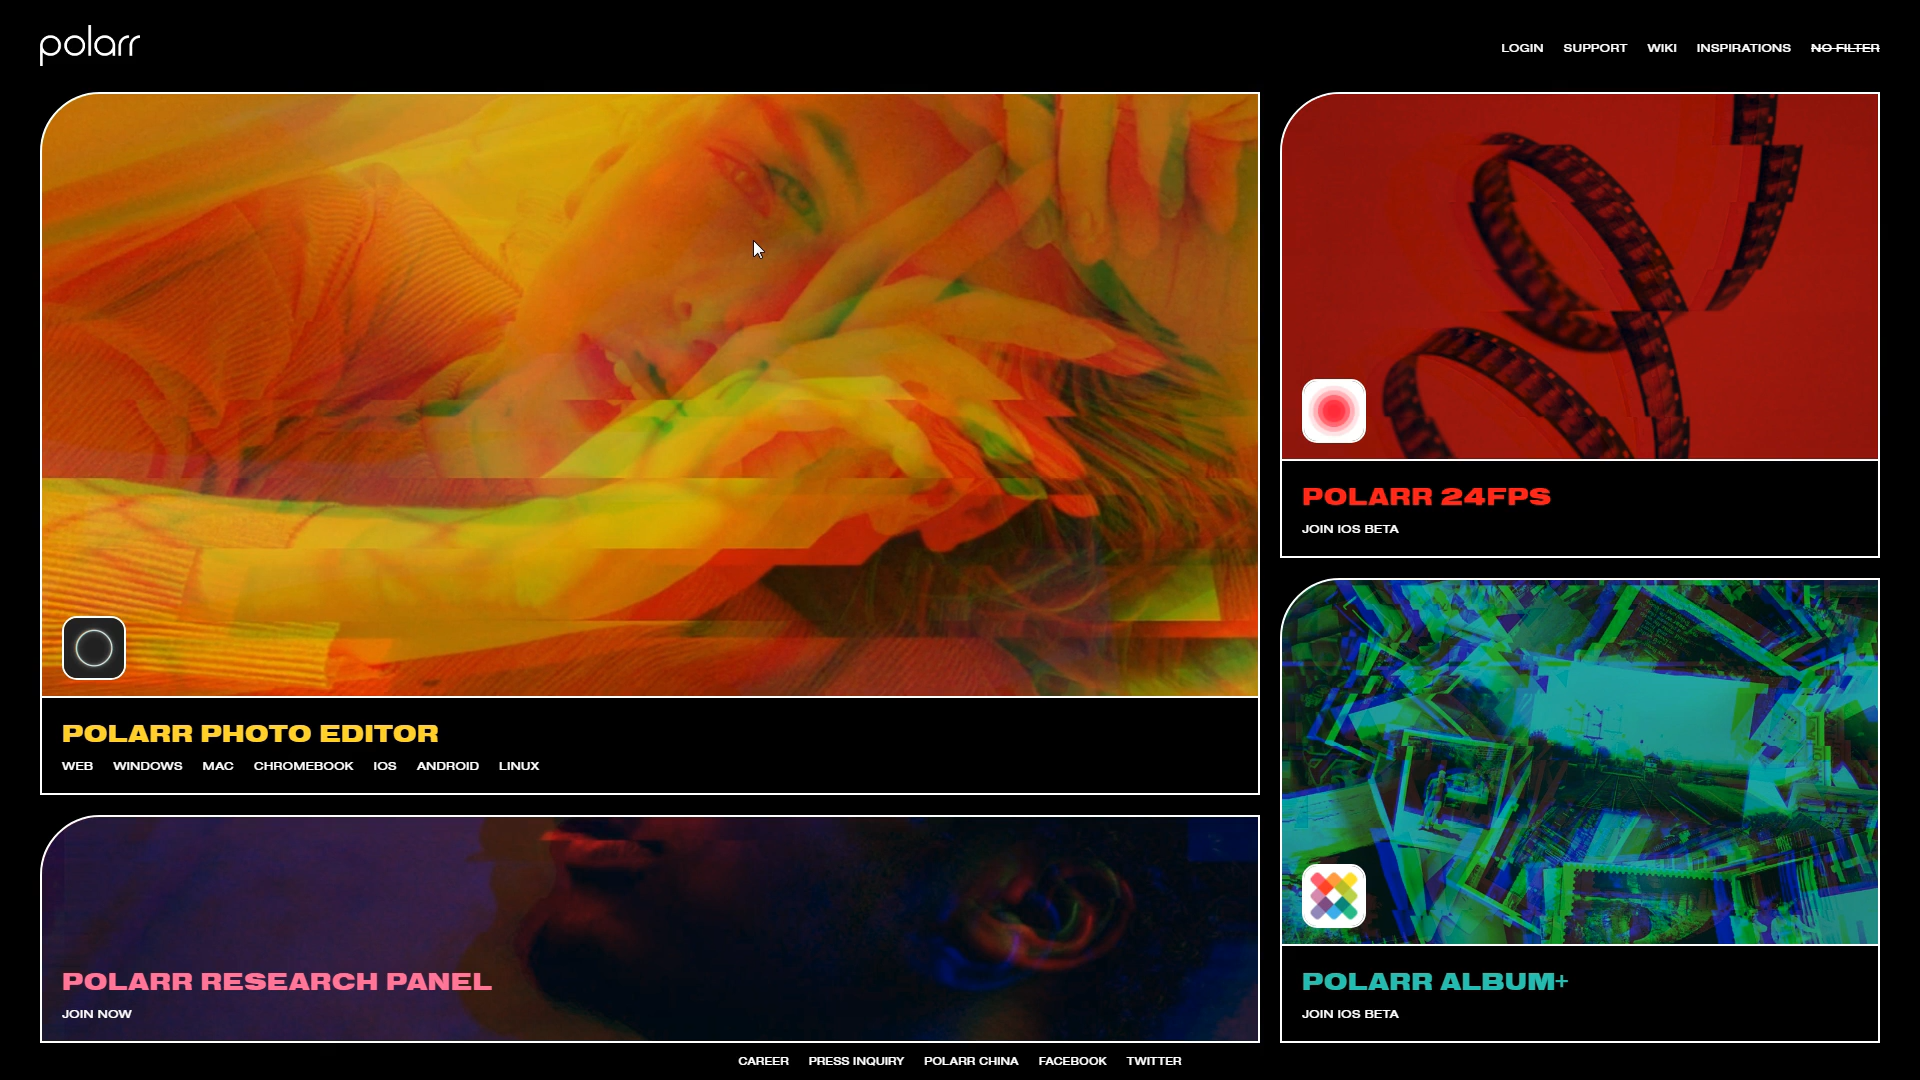 polarr
LOGIN SUPPORT WIKI INSPIRATIONS NO FILTER
POLARR PHOTO EDITOR
WEB WINDOWS MAC CHROMEBOOK IOS ANDROID LINUX
POLARR 24FPS
JOIN IOS BETA
POLARR RESEARCH PANEL
JOIN NOW
POLARR ALBUM+
JOIN IOS BETA
CAREER PRESS INQUIRY POLARR CHINA FACEBOOK TWITTER